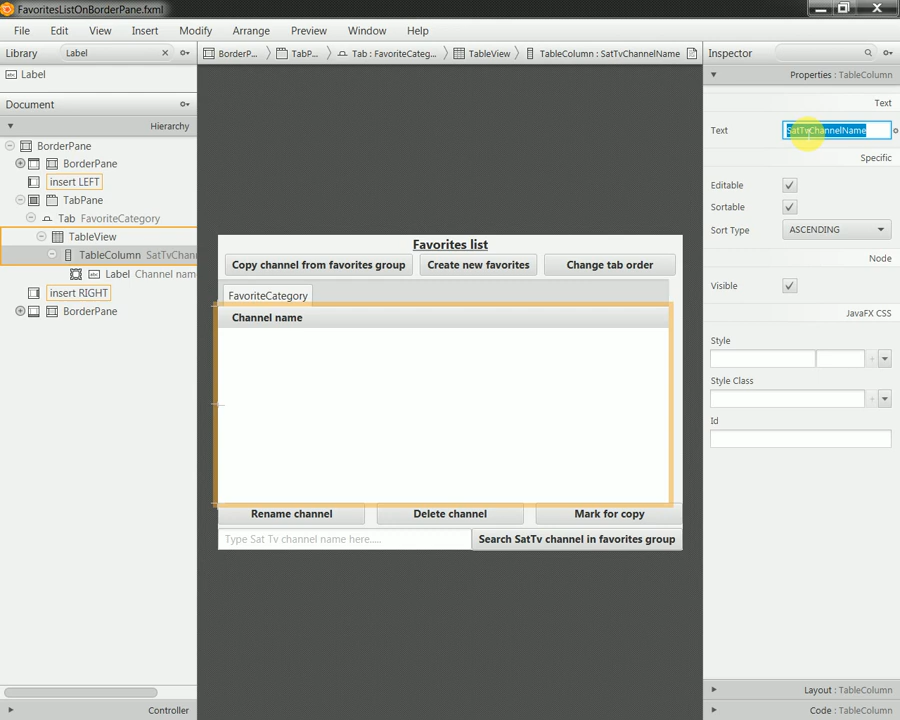 FavoritesListOnBorderPane.fxml
File Edit View Insert Modify Arrange Preview Window Help
Library Label
BorderP... TabP... Tab : FavoriteCateg... TableView TableColumn : SatTvChannelName
Inspector
Label
Properties : TableColumn
Document
Text
Hierarchy
Text SatTvChannelName
BorderPane
Specific
BorderPane
insert LEFT
Editable
TabPane
Sortable
Tab FavoriteCategory
Sort Type ASCENDING
TableView
Favorites list
TableColumn SatTvChan
Node
Copy channel from favorites group Create new favorites Change tab order
Label Channel nam
Visible
insert RIGHT
FavoriteCategory
BorderPane
JavaFX CSS
Channel name
Style
Style Class
Id
Rename channel Delete channel Mark for copy
Type Sat Tv channel name here..... Search SatTv channel in favorites group
Layout : TableColumn
Controller
Code : TableColumn